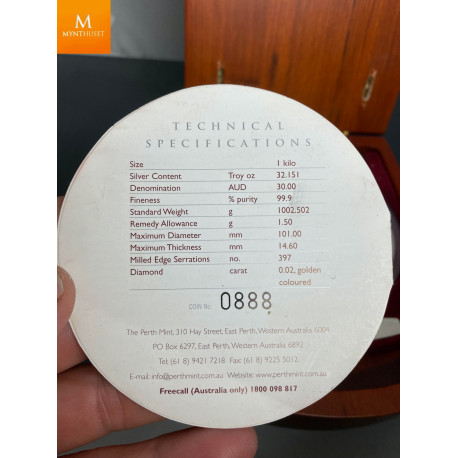 M
MYNTHUSET
TECHNICAL
SPECIFICATIONS
Size 1 kilo
Silver Content Troy oz 32.151
Denomination AUD 30.00
Fineness % purity 99.9
Standard Weight g 1002.502
Remedy Allowance g 1.50
Maximum Diameter mm 101.00
Maximum Thickness mm 14.60
Milled Edge Serrations no. 397
Diamond carat 0.02, golden
coloured
COIN No 0888
The Perth Mint, 310 Hay Street, East Perth, Western Australia 6004
PO Box 6297, East Perth, Western Australia 6892
Tel (61 8) 9421 7218 Fax (61 8) 9225 5012
E-mail: info@perthmint.com.au Website: www.perthmint.com.au
Freecall (Australia only) 1800 098 817